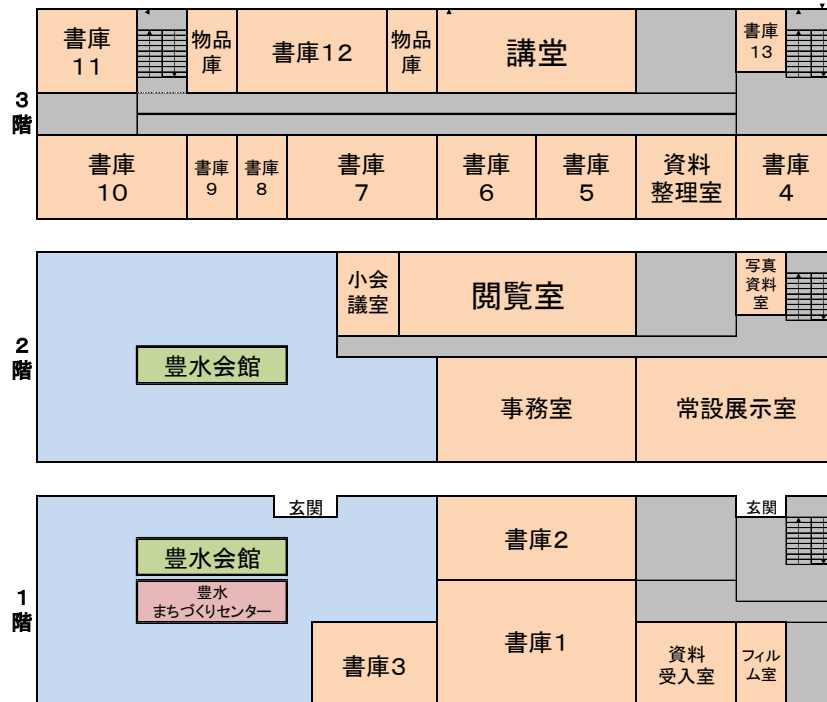 3
階
書庫
11
物品
庫
書庫12
物品
庫
講堂
書庫
13
書庫
10
書庫
9
書庫
8
書庫
7
書庫
6
書庫
5
資料
整理室
書庫
4
2
階
小会
議室
閲覧室
写真
資料
室
豊水会館
事務室
常設展示室
1
階
玄関
玄関
豊水会館
豊水
まちづくりセンター
書庫2
書庫3
書庫1
資料
受入室
フィル
ム室